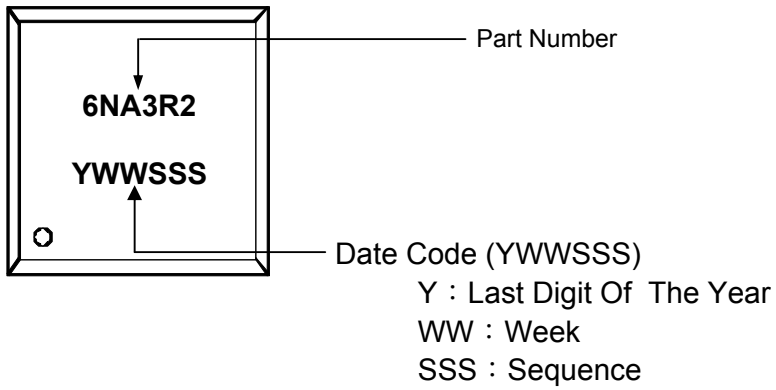 Part Number
6NA3R2
YWWSSS
Date Code (YWWSSS)
Y：Last Digit Of The Year
WW：Week
SSS：Sequence